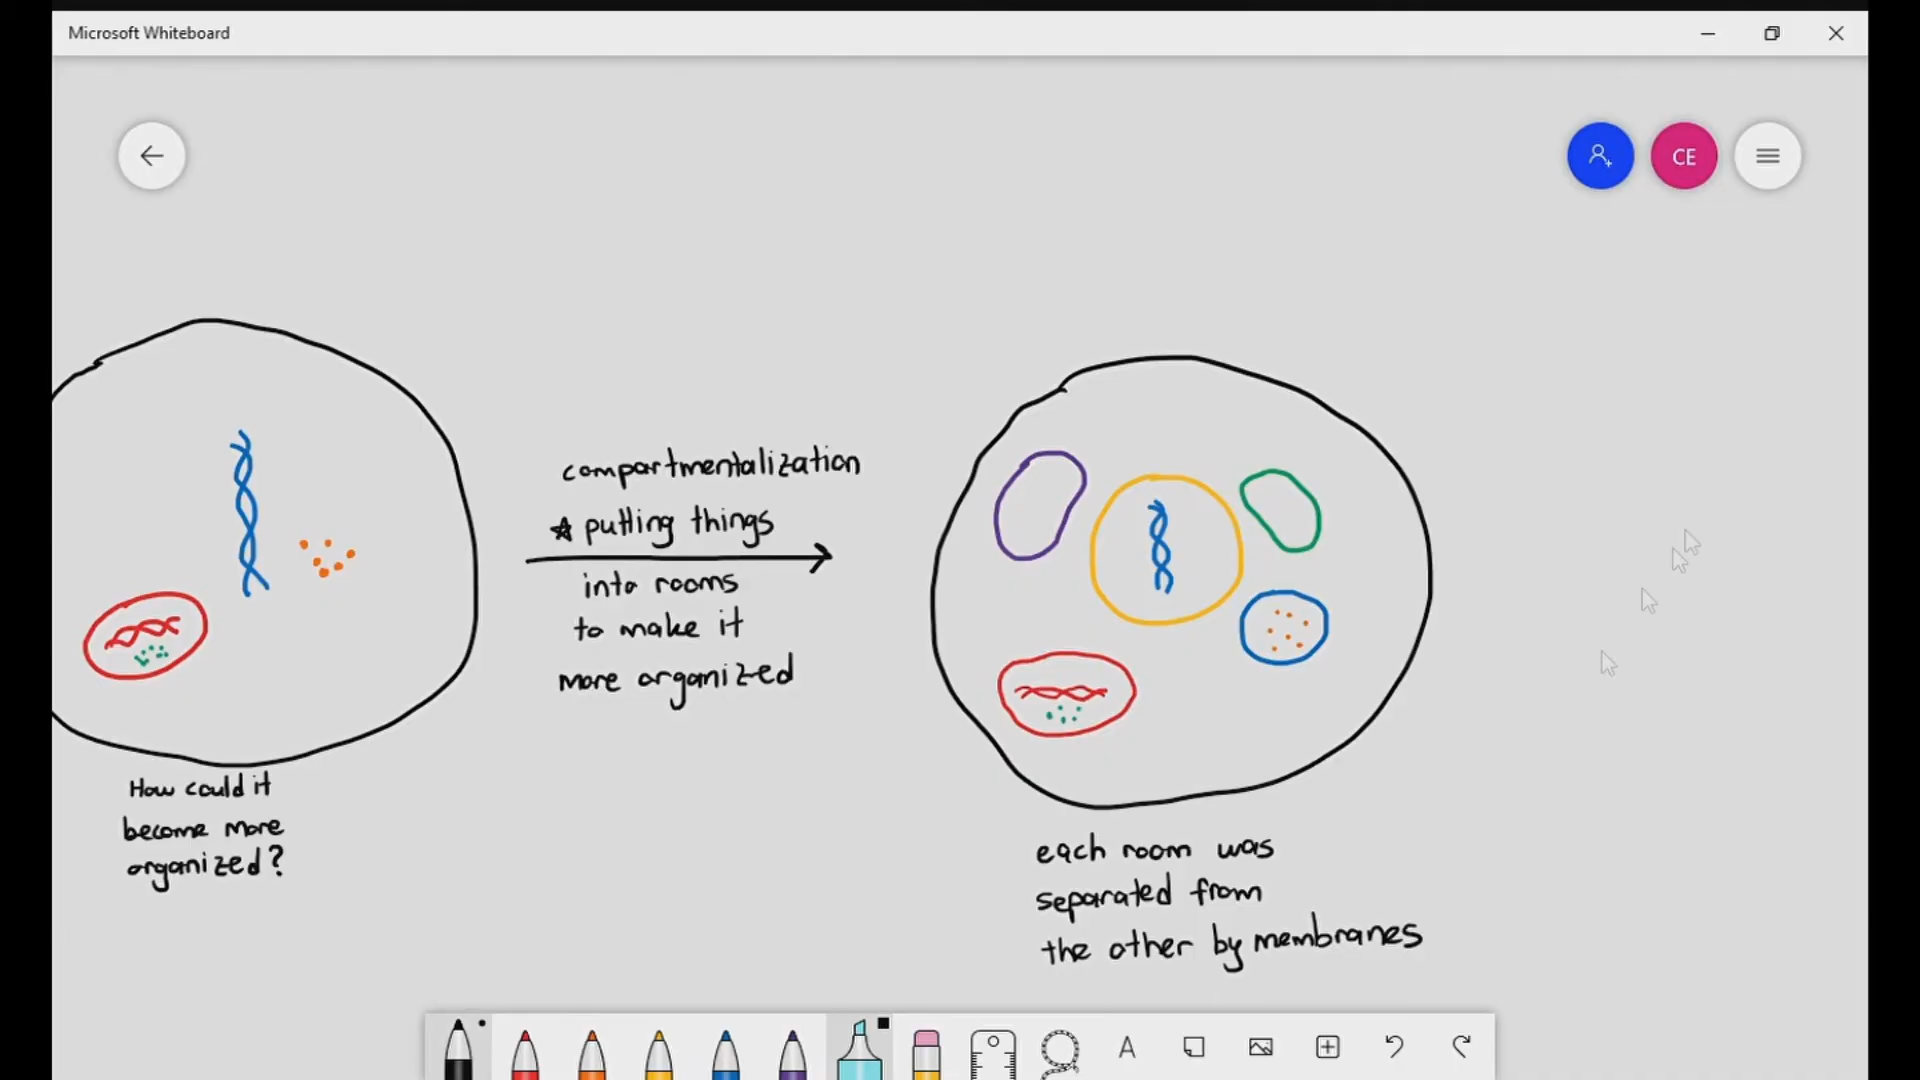 Microsoft Whiteboard
CE
compartmentalization
☆ putting things
into rooms
to make it
more organized
How could it
become more
organized?
each room was
separated from
the other by membranes
A